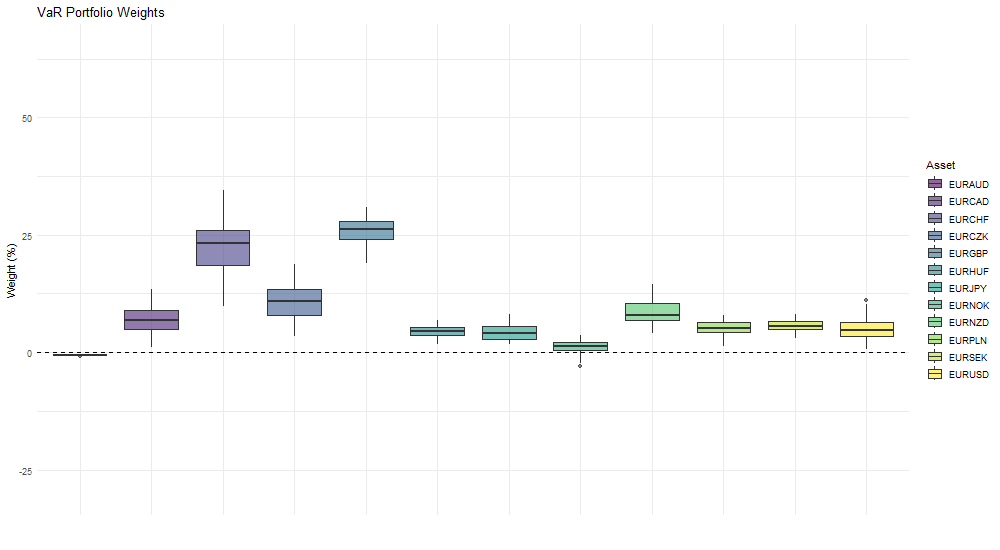 VaR Portfolio Weights
50
25
0
-25
Weight (%)
Asset
EURAUD
EURCAD
EURCHF
EURCZK
EURGBP
EURHUF
EURJPY
EURNOK
EURNZD
EURPLN
EURSEK
EURUSD